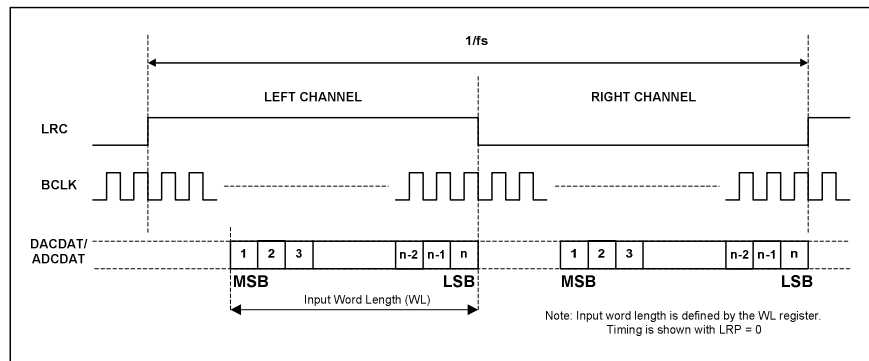 1/fs
LEFT CHANNEL RIGHT CHANNEL
LRC
BCLK
DACDAT/
ADCDAT
1 2 3 n-2 n-1 n 1 2 3 n-2 n-1 n
MSB LSB MSB LSB
Input Word Length (WL)
Note: Input word length is defined by the WL register.
Timing is shown with LRP = 0